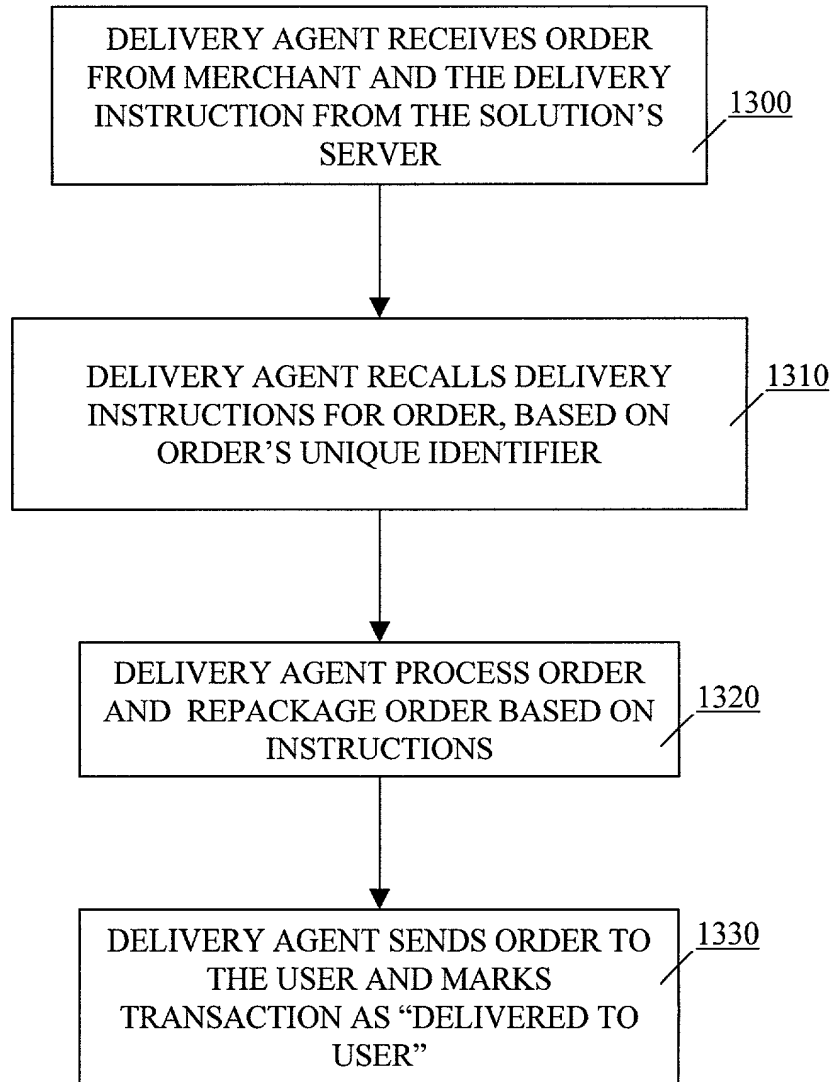 DELIVERY AGENT RECEIVES ORDER
FROM MERCHANT AND THE DELIVERY
INSTRUCTION FROM THE SOLUTION’S
SERVER
1300
DELIVERY AGENT RECALLS DELIVERY
INSTRUCTIONS FOR ORDER, BASED ON
ORDER’S UNIQUE IDENTIFIER
1310
DELIVERY AGENT PROCESS ORDER
AND REPACKAGE ORDER BASED ON
INSTRUCTIONS
1320
DELIVERY AGENT SENDS ORDER TO
THE USER AND MARKS
TRANSACTION AS “DELIVERED TO
USER”
1330